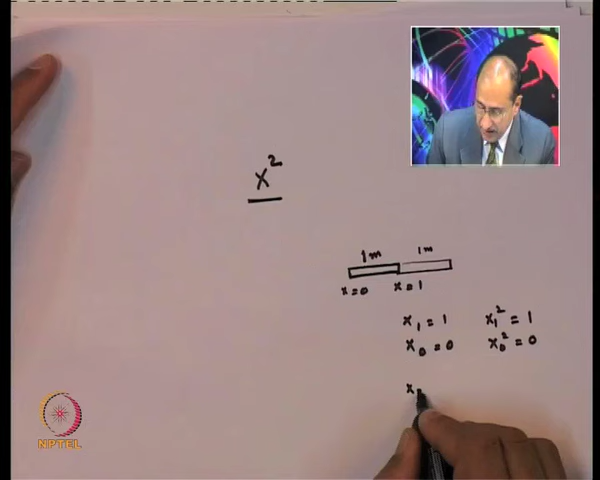 x²
1m 1m
x=0 x=1
x₁ = 1 x₁² = 1
x₀ = 0 x₀² = 0
x
NPTEL